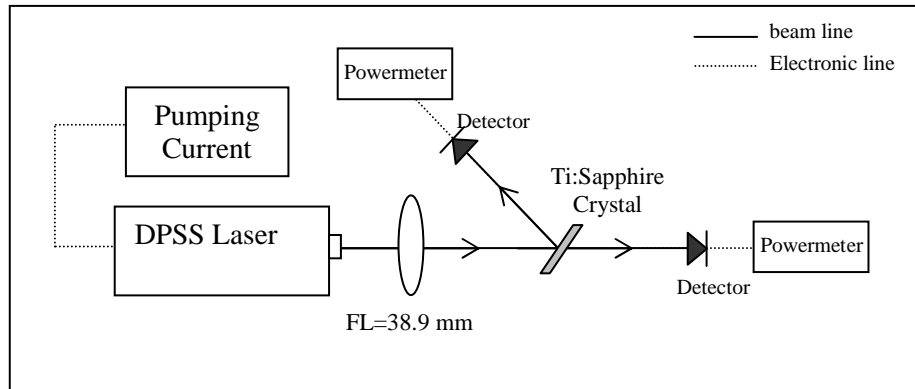 beam line
Electronic line
Powermeter
Detector
Pumping
Current
Ti:Sapphire
Crystal
DPSS Laser
Powermeter
Detector
FL=38.9 mm